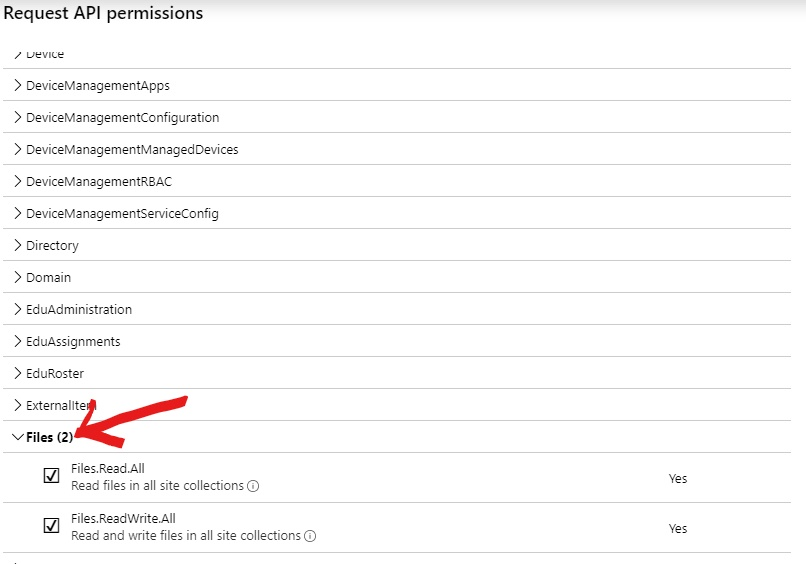 Request API permissions
Device
DeviceManagementApps
DeviceManagementConfiguration
DeviceManagementManagedDevices
DeviceManagementRBAC
DeviceManagementServiceConfig
Directory
Domain
EduAdministration
EduAssignments
EduRoster
ExternalItem
Files (2)
Files.Read.All
Read files in all site collections
Yes
Files.ReadWrite.All
Read and write files in all site collections
Yes